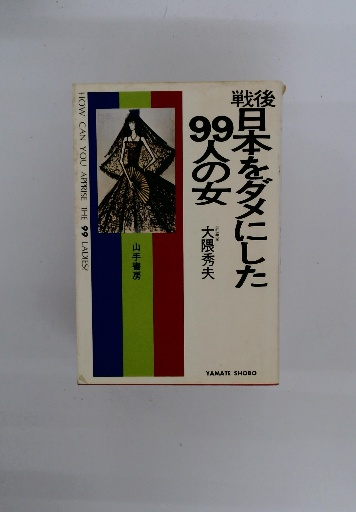 戦後
日本をダメにした
99人の女
大隈秀夫
山手書房
HOW CAN YOU APPRISE THE 99 LADIES?
YAMATE SHOBO